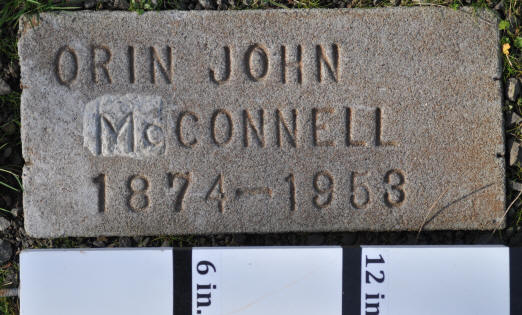 ORIN JOHN
McCONNELL
1874-1953
6 in.
12 in